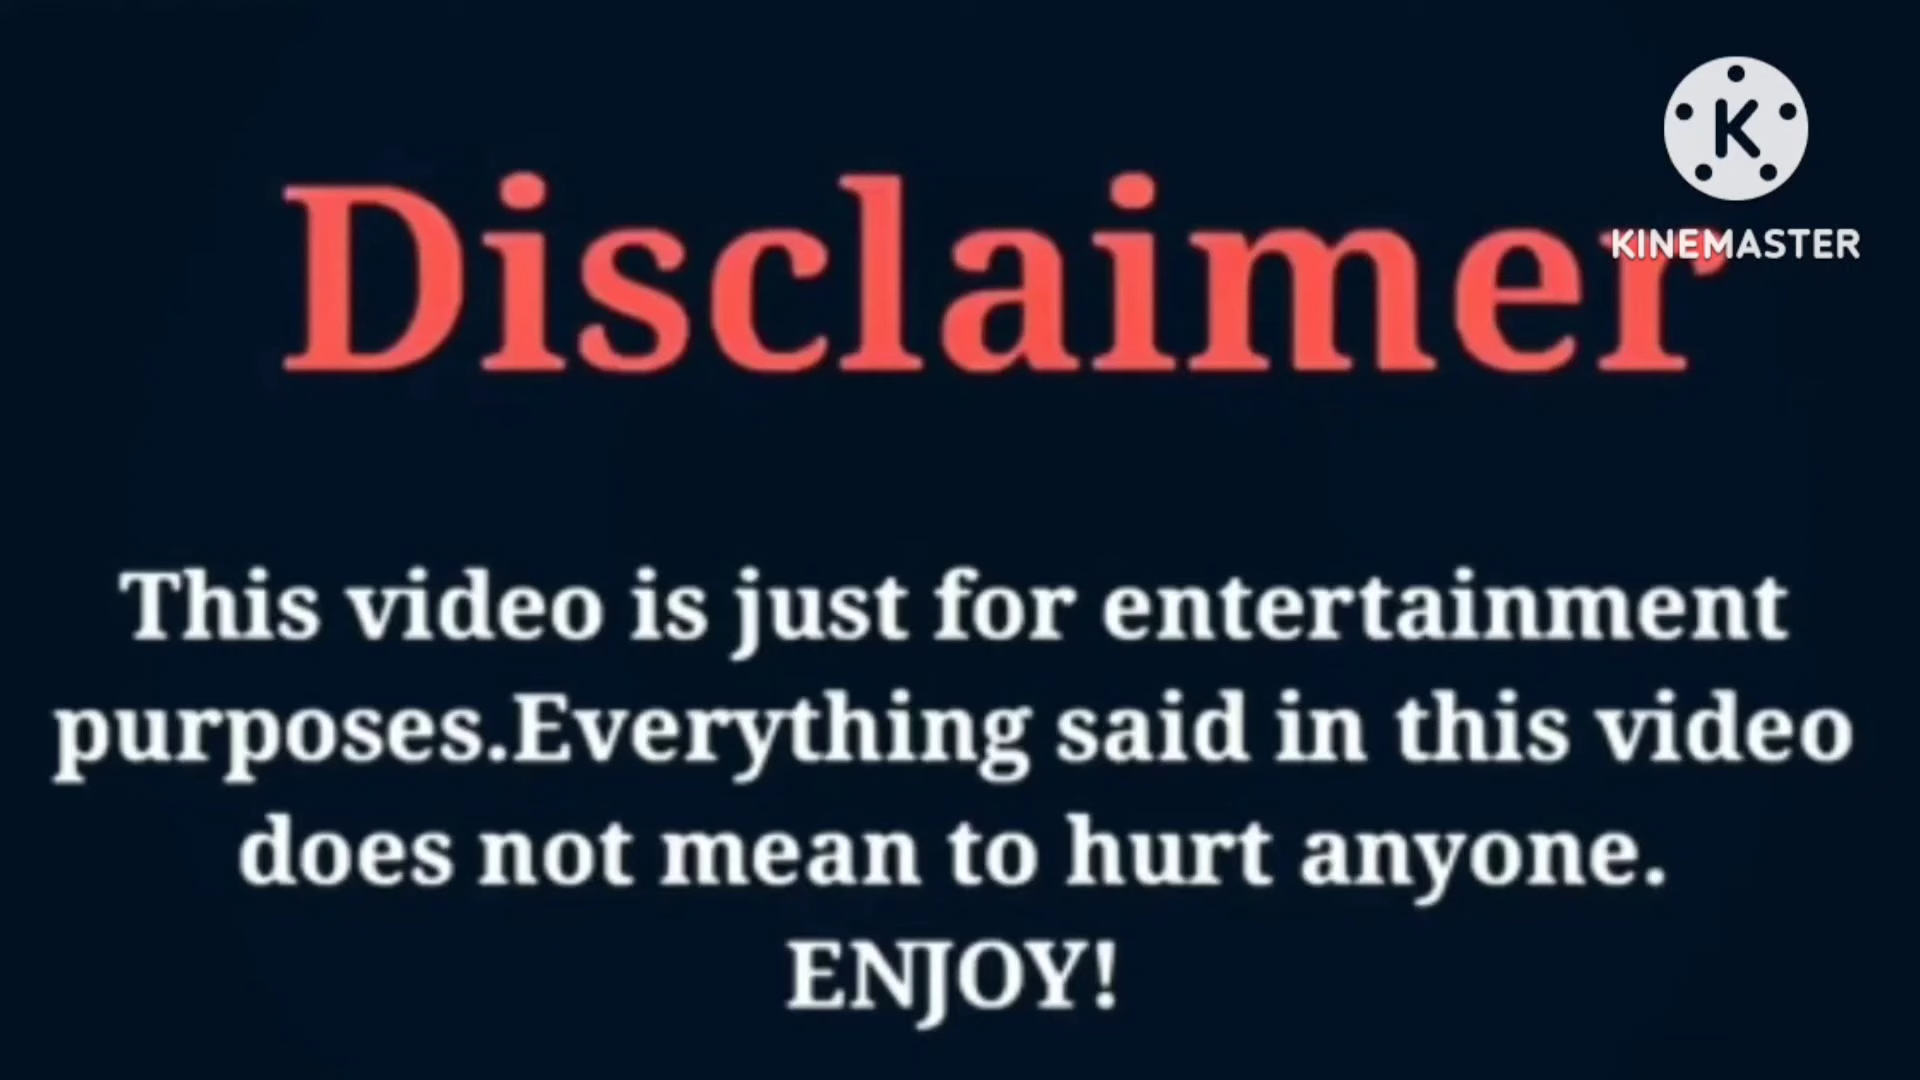 K
KINEMASTER
Disclaimer
This video is just for entertainment
purposes.Everything said in this video
does not mean to hurt anyone.
ENJOY!